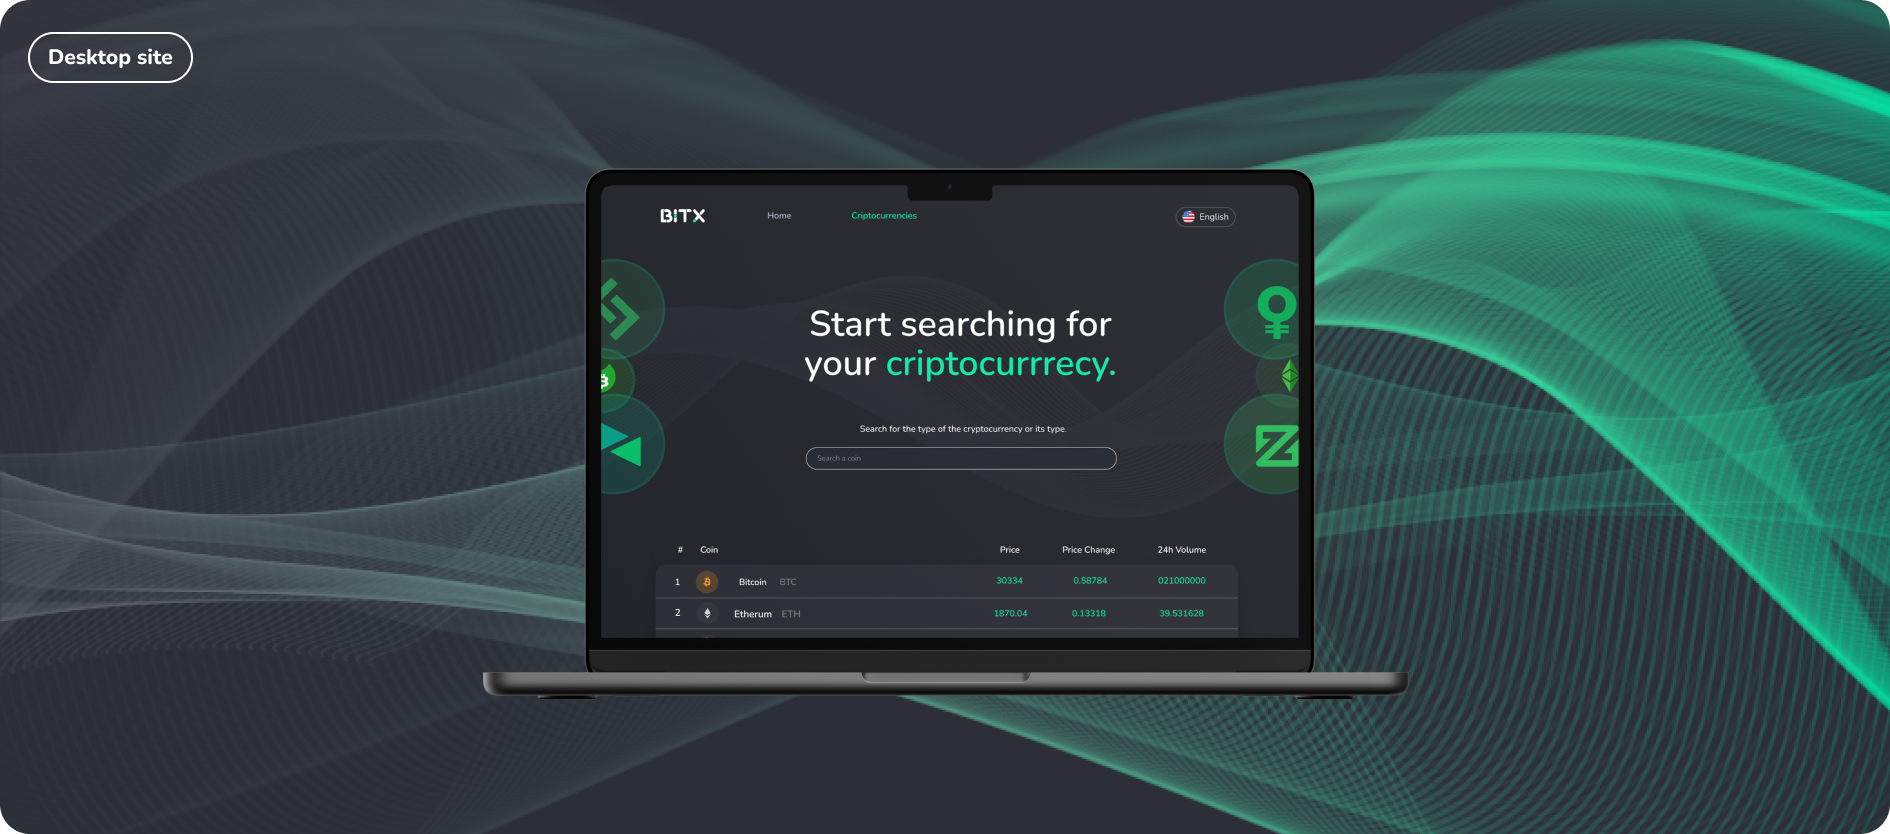 Desktop site
BITX Home Criptocurrencies English
Start searching for
your criptocurrrecy.
Search for the type of the cryptocurrency or its type.
Search a coin
# Coin Price Price Change 24h Volume
1 Bitcoin BTC 30334 0.58784 021000000
2 Etherum ETH 1870.04 0.13318 39.531628